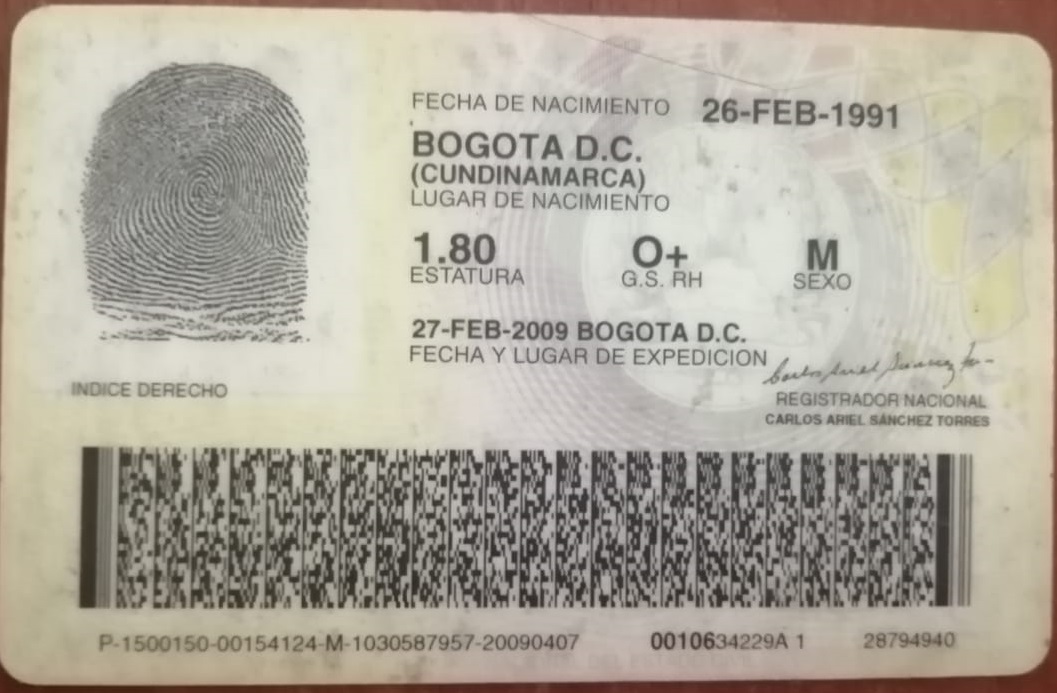 FECHA DE NACIMIENTO 26-FEB-1991
BOGOTA D.C.
(CUNDINAMARCA)
LUGAR DE NACIMIENTO
1.80 O+ M
ESTATURA G.S. RH SEXO
27-FEB-2009 BOGOTA D.C.
FECHA Y LUGAR DE EXPEDICION
INDICE DERECHO
REGISTRADOR NACIONAL
CARLOS ARIEL SÁNCHEZ TORRES
P-1500150-00154124-M-1030587957-20090407 0010634229A 1 28794940